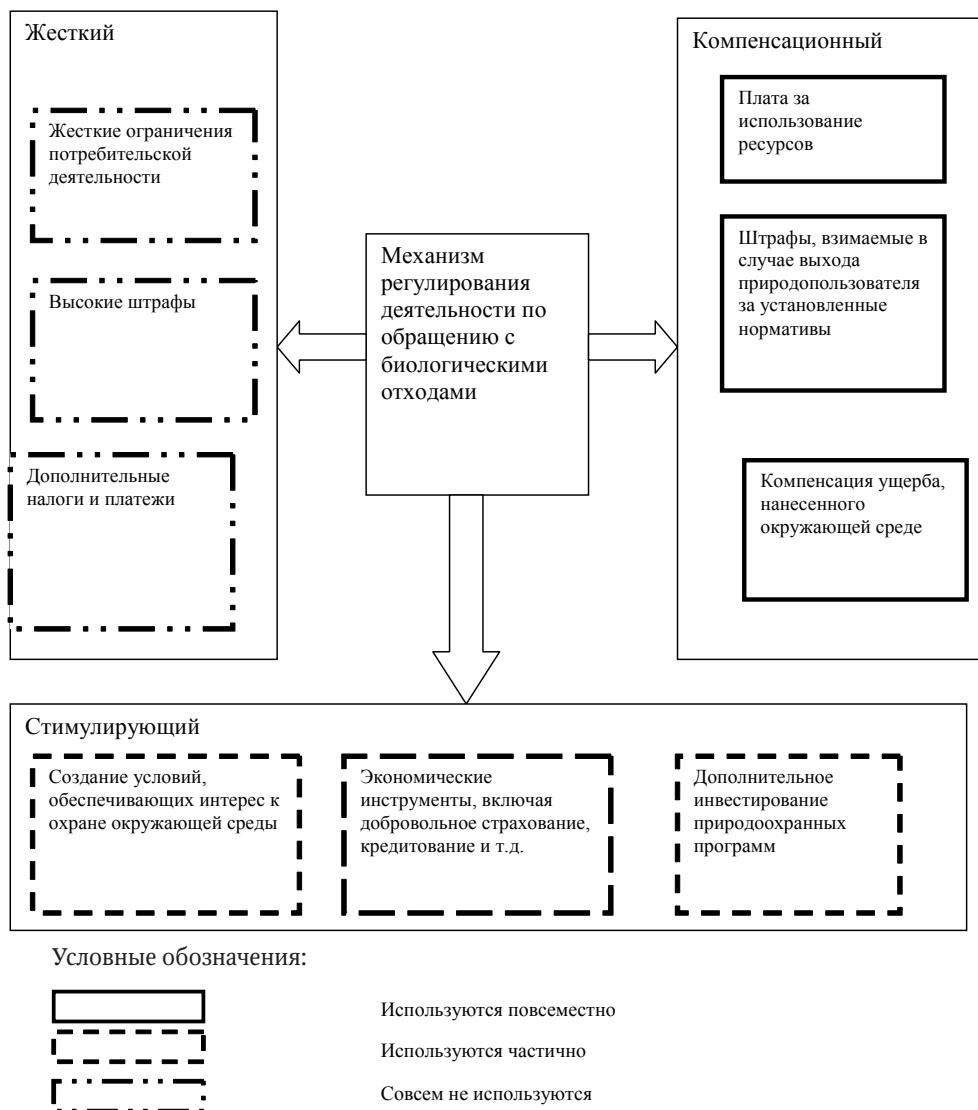 Жесткий
Жесткие ограничения
потребительской
деятельности
Высокие штрафы
Дополнительные
налоги и платежи
Механизм
регулирования
деятельности по
обращению с
биологическими
отходами
Компенсационный
Плата за
использование
ресурсов
Штрафы, взимаемые в
случае выхода
природопользователя
за установленные
нормативы
Компенсация ущерба,
нанесенного
окружающей среде
Стимулирующий
Создание условий,
обеспечивающих интерес к
охране окружающей среды
Экономические
инструменты, включая
добровольное страхование,
кредитование и т.д.
Дополнительное
инвестирование
природоохранных
программ
Условные обозначения:
Используются повсеместно
Используются частично
Совсем не используются